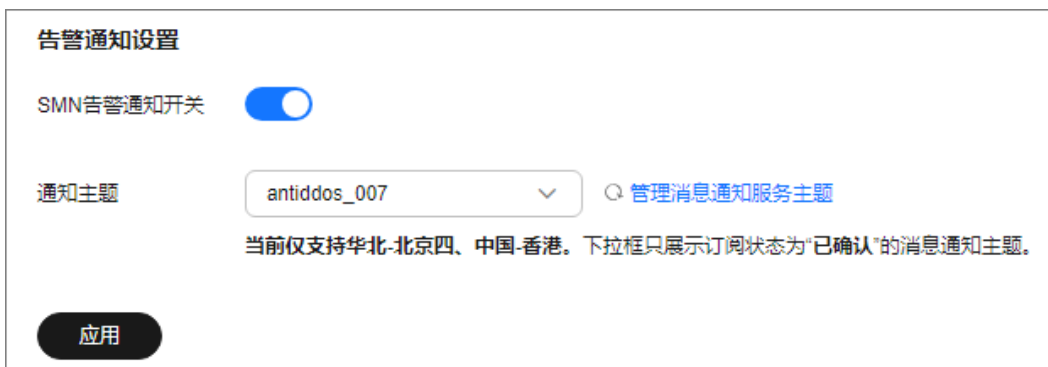 告警通知设置
SMN告警通知开关
通知主题 antiddos_007 管理消息通知服务主题
当前仅支持华北-北京四、中国-香港。下拉框只展示订阅状态为“已确认”的消息通知主题。
应用